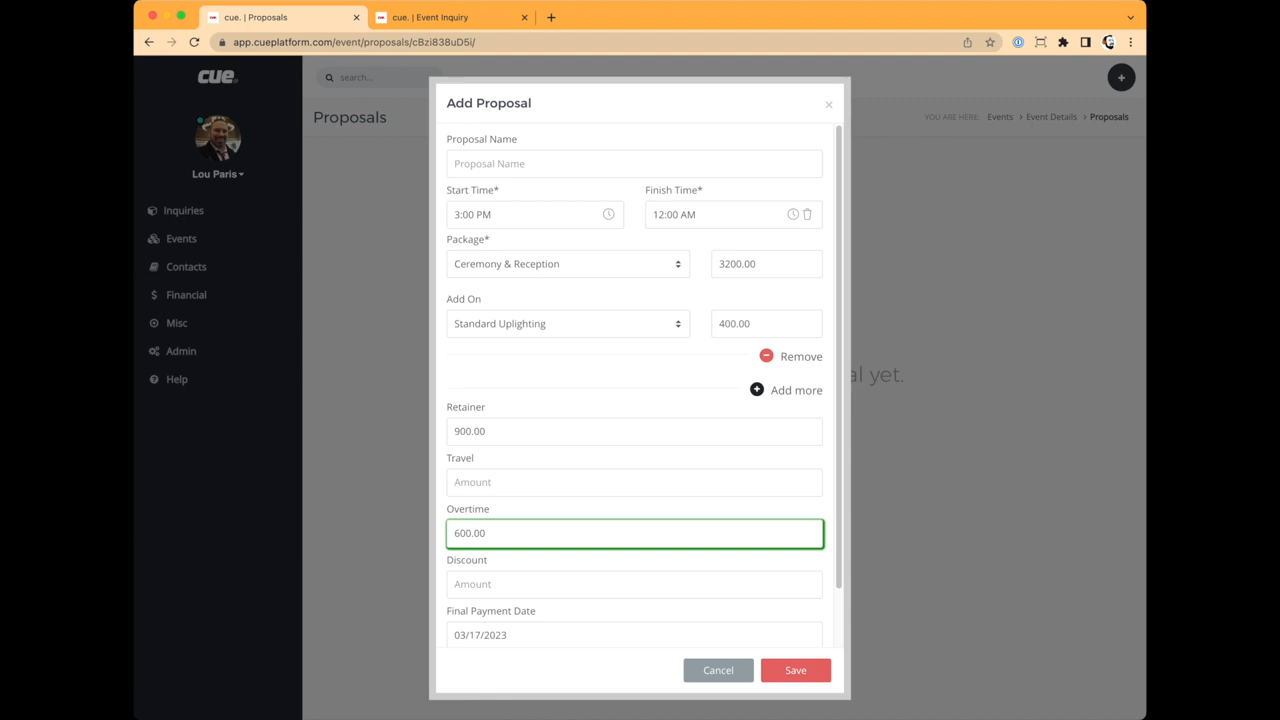 cue. | Proposals
cue. | Event Inquiry
app.cueplatform.com/event/proposals/cBzi838uD5i/
cue.
search...
Lou Paris
Inquiries
Events
Contacts
Financial
Misc
Admin
Help
Proposals
YOU ARE HERE: Events > Event Details > Proposals
al yet.
Add Proposal
Proposal Name
Proposal Name
Start Time* Finish Time*
3:00 PM 12:00 AM
Package*
Ceremony & Reception 3200.00
Add On
Standard Uplighting 400.00
Remove
Add more
Retainer
900.00
Travel
Amount
Overtime
600.00
Discount
Amount
Final Payment Date
03/17/2023
Cancel Save